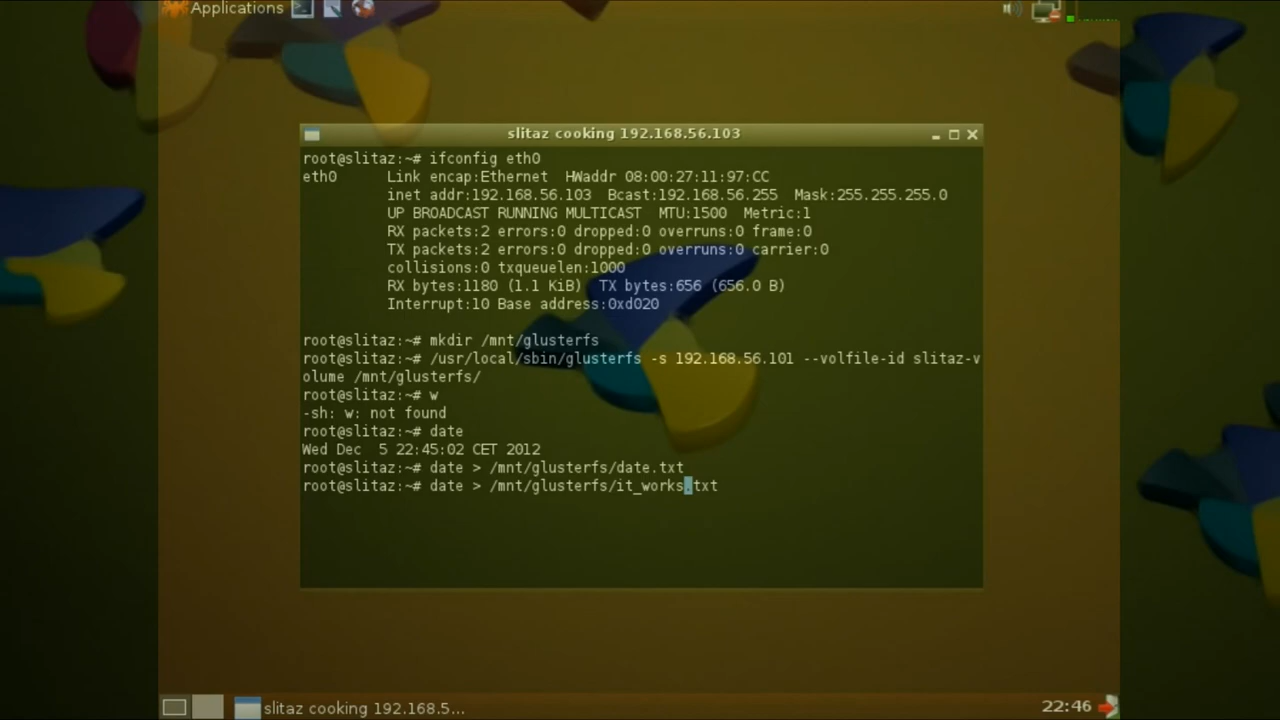 Applications
slitaz cooking 192.168.56.103
root@slitaz:~# ifconfig eth0
eth0      Link encap:Ethernet  HWaddr 08:00:27:11:97:CC
          inet addr:192.168.56.103  Bcast:192.168.56.255  Mask:255.255.255.0
          UP BROADCAST RUNNING MULTICAST  MTU:1500  Metric:1
          RX packets:2 errors:0 dropped:0 overruns:0 frame:0
          TX packets:2 errors:0 dropped:0 overruns:0 carrier:0
          collisions:0 txqueuelen:1000
          RX bytes:1180 (1.1 KiB)  TX bytes:656 (656.0 B)
          Interrupt:10 Base address:0xd020
root@slitaz:~# mkdir /mnt/glusterfs
root@slitaz:~# /usr/local/sbin/glusterfs -s 192.168.56.101 --volfile-id slitaz-v
olume /mnt/glusterfs/
root@slitaz:~# w
-sh: w: not found
root@slitaz:~# date
Wed Dec  5 22:45:02 CET 2012
root@slitaz:~# date > /mnt/glusterfs/date.txt
root@slitaz:~# date > /mnt/glusterfs/it_works.txt
slitaz cooking 192.168.5...
22:46